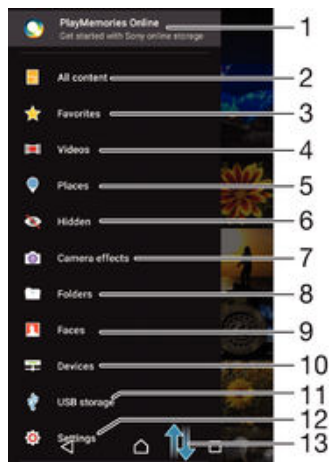 PlayMemories Online 1
Get started with Sony online storage
All content 2
Favorites 3
Videos 4
Places 5
Hidden 6
Camera effects 7
Folders 8
Faces 9
Devices 10
USB storage 11
Settings 12
13